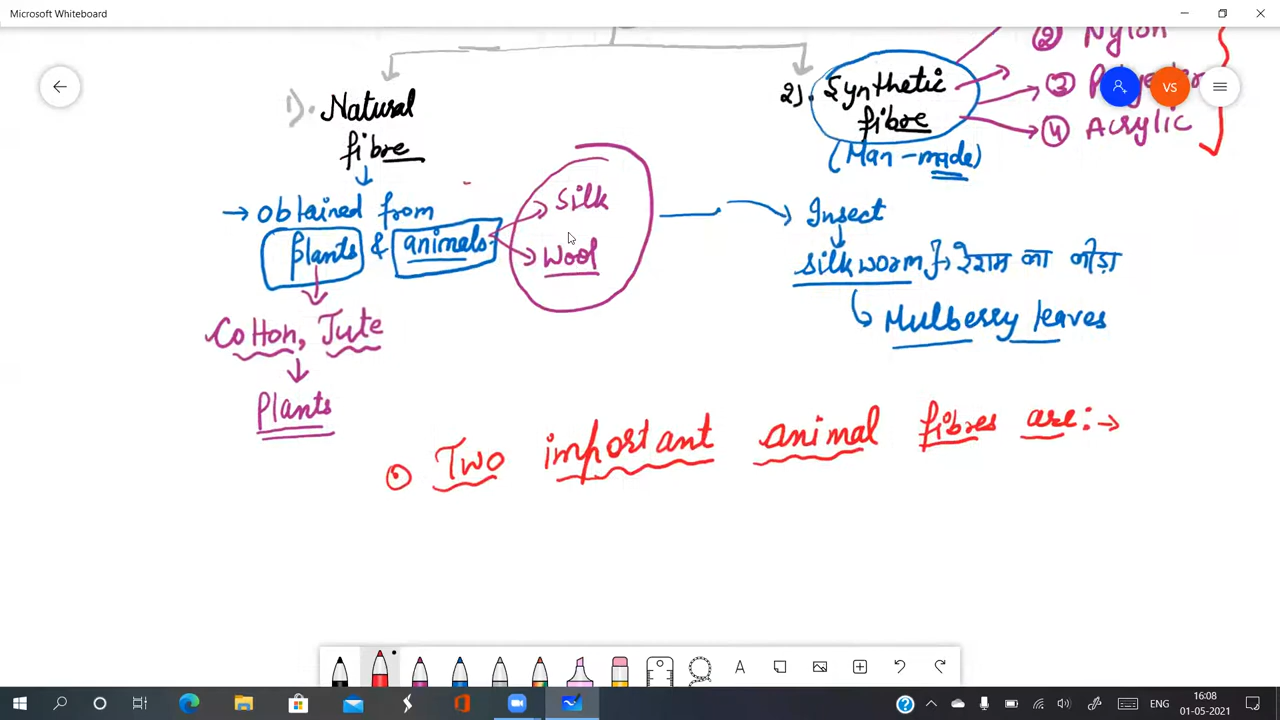 Microsoft Whiteboard
② Nylon
1). Natural fibre
2). Synthetic fibre
③ Polyester
④ Acrylic
(Man-made)
VS
→ obtained from
plants & animals
Silk
Wool
Insect
Silkworm }→ रेशम का कीड़ा
Mulberry leaves
Cotton, Jute
Plants
Two important animal fibres are:→
A
ENG
16:08
01-05-2021